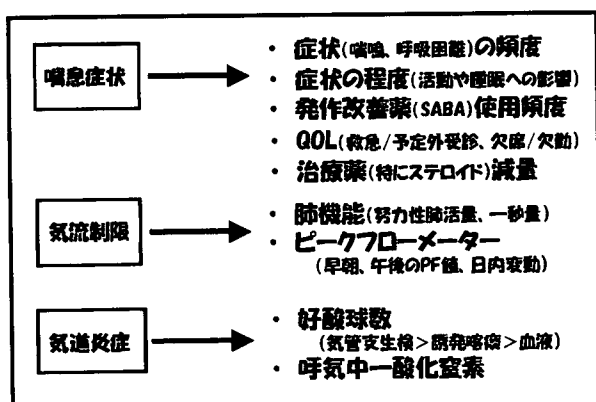 喘息症状
・ 症状(喘鳴、呼吸困難)の頻度
・ 症状の程度(活動や睡眠への影響)
・ 発作改善薬(SABA)使用頻度
・ QOL(救急/予定外受診、欠席/欠勤)
・ 治療薬(特にステロイド)減量
気流制限
・ 肺機能(努力性肺活量、一秒量)
・ ピークフローメーター
(早朝、午後のPF値、日内変動)
気道炎症
・ 好酸球数
(気管支生検>誘発喀痰>血液)
・ 呼気中一酸化窒素